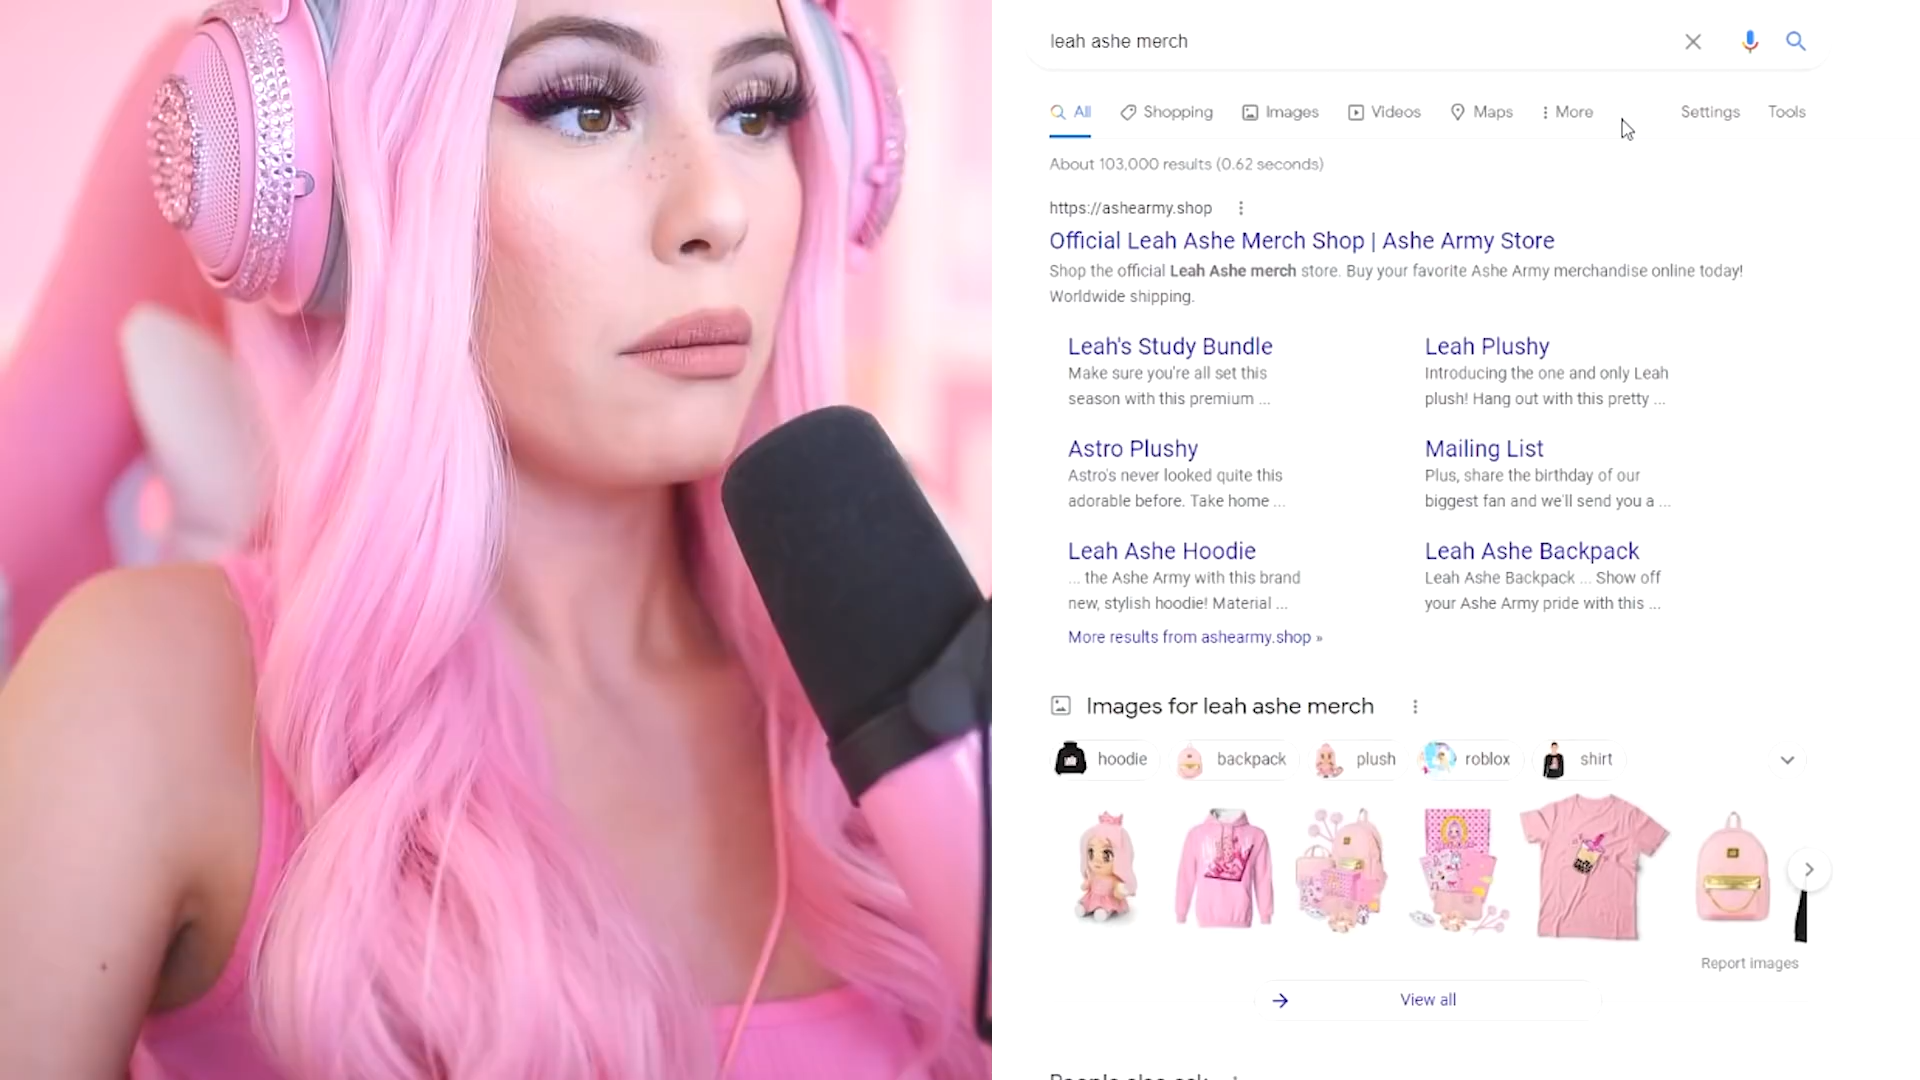 leah ashe merch
All
Shopping
Images
Videos
Maps
More
Settings
Tools
About 103,000 results (0.62 seconds)
https://ashearmy.shop
Official Leah Ashe Merch Shop | Ashe Army Store
Shop the official Leah Ashe merch store. Buy your favorite Ashe Army merchandise online today!
Worldwide shipping.
Leah's Study Bundle
Make sure you're all set this
season with this premium ...
Leah Plushy
Introducing the one and only Leah
plush! Hang out with this pretty ...
Astro Plushy
Astro's never looked quite this
adorable before. Take home ...
Mailing List
Plus, share the birthday of our
biggest fan and we'll send you a ...
Leah Ashe Hoodie
... the Ashe Army with this brand
new, stylish hoodie! Material ...
Leah Ashe Backpack
Leah Ashe Backpack ... Show off
your Ashe Army pride with this ...
More results from ashearmy.shop »
Images for leah ashe merch
hoodie
backpack
plush
roblox
shirt
Report images
View all
People also ask